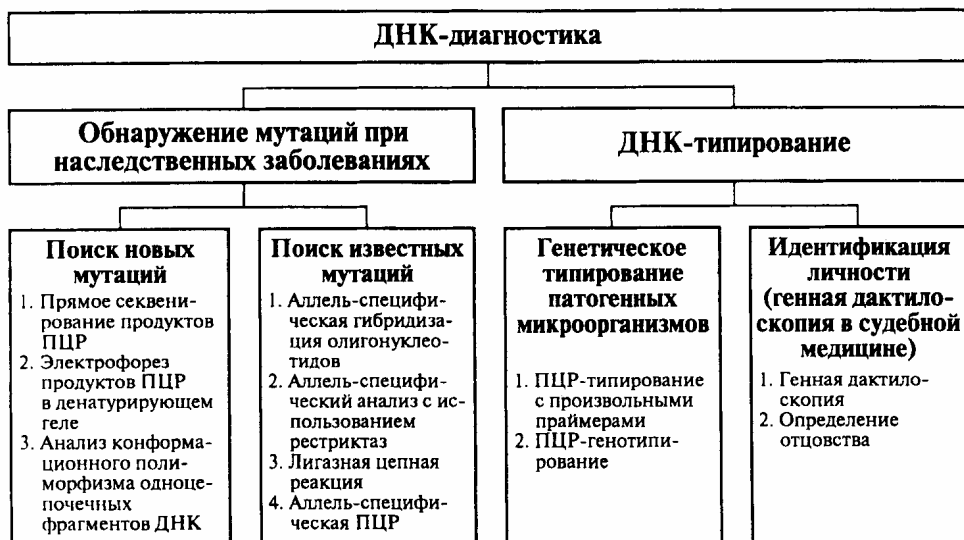 ДНК-диагностика
Обнаружение мутаций при
наследственных заболеваниях
ДНК-типирование
Поиск новых
мутаций
1. Прямое секвени-
рование продуктов
ПЦР
2. Электрофорез
продуктов ПЦР
в денатурирующем
геле
3. Анализ конформа-
ционного поли-
морфизма одноце-
почечных
фрагментов ДНК
Поиск известных
мутаций
1. Аллель-специфи-
ческая гибридиза-
ция олигонуклео-
тидов
2. Аллель-специфи-
ческий анализ с ис-
пользованием
рестриктаз
3. Лигазная цепная
реакция
4. Аллель-специфи-
ческая ПЦР
Генетическое
типирование
патогенных
микроорганизмов
1. ПЦР-типирование
с произвольными
праймерами
2. ПЦР-генотипи-
рование
Идентификация
личности
(генная дактило-
скопия в судебной
медицине)
1. Генная дактило-
скопия
2. Определение
отцовства